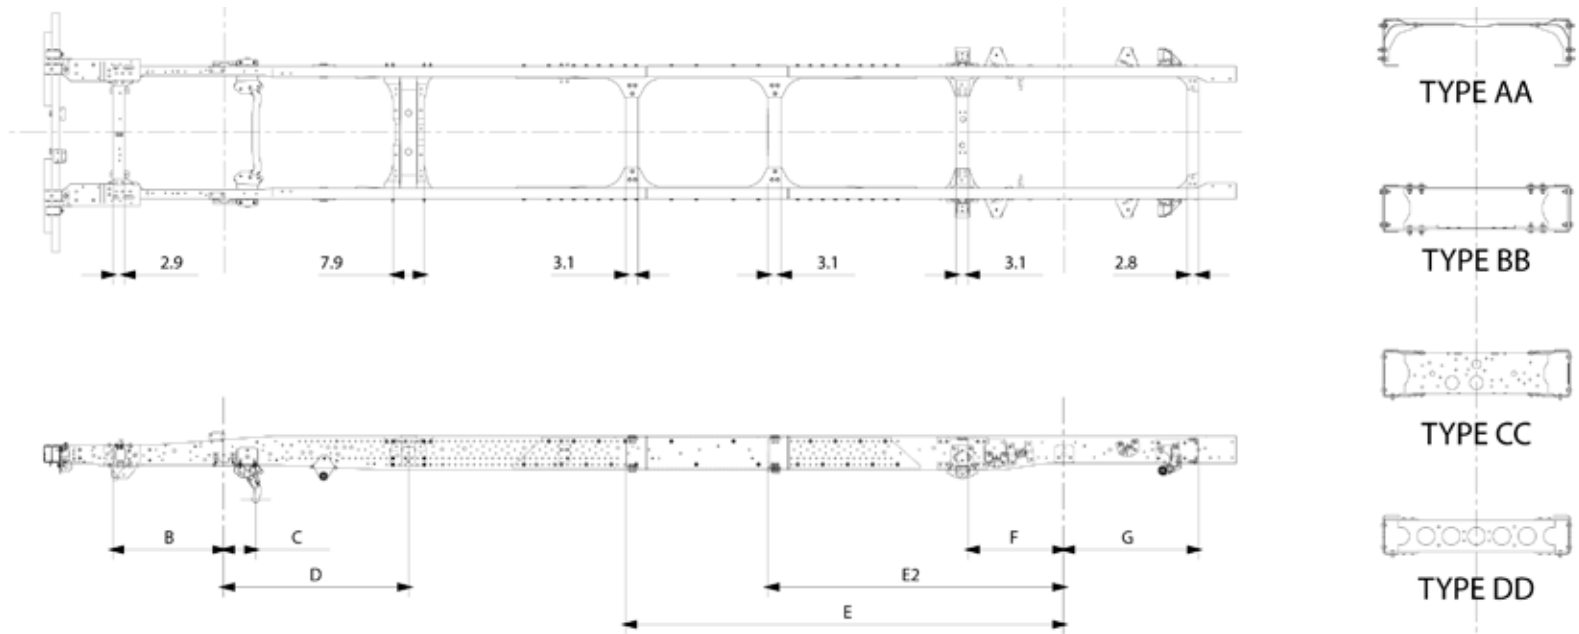 TYPE AA
TYPE BB
2.9 7.9 3.1 3.1 3.1 2.8
TYPE CC
B C F G
D E2
TYPE DD
E